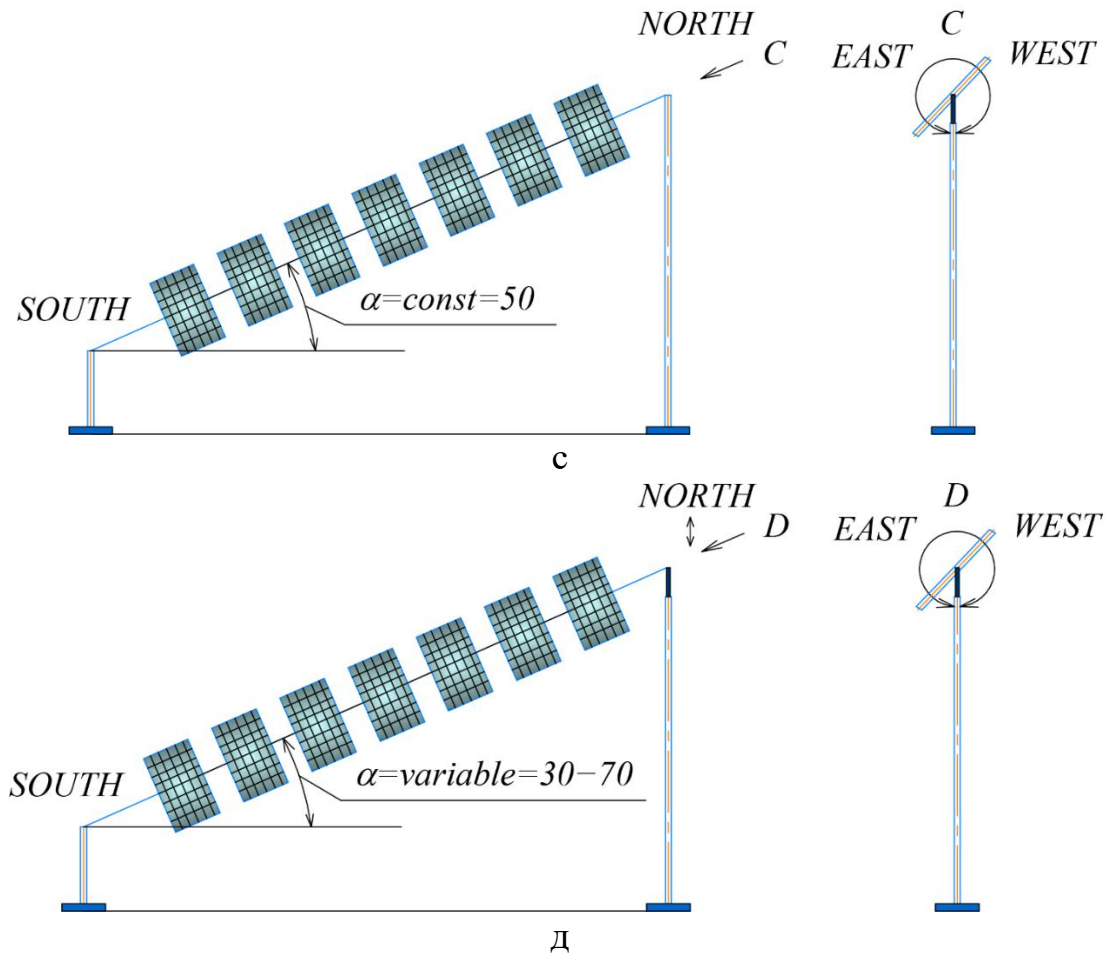 NORTH
C
C
EAST
WEST
SOUTH
α=const=50
с
NORTH
D
D
EAST
WEST
SOUTH
α=variable=30−70
д